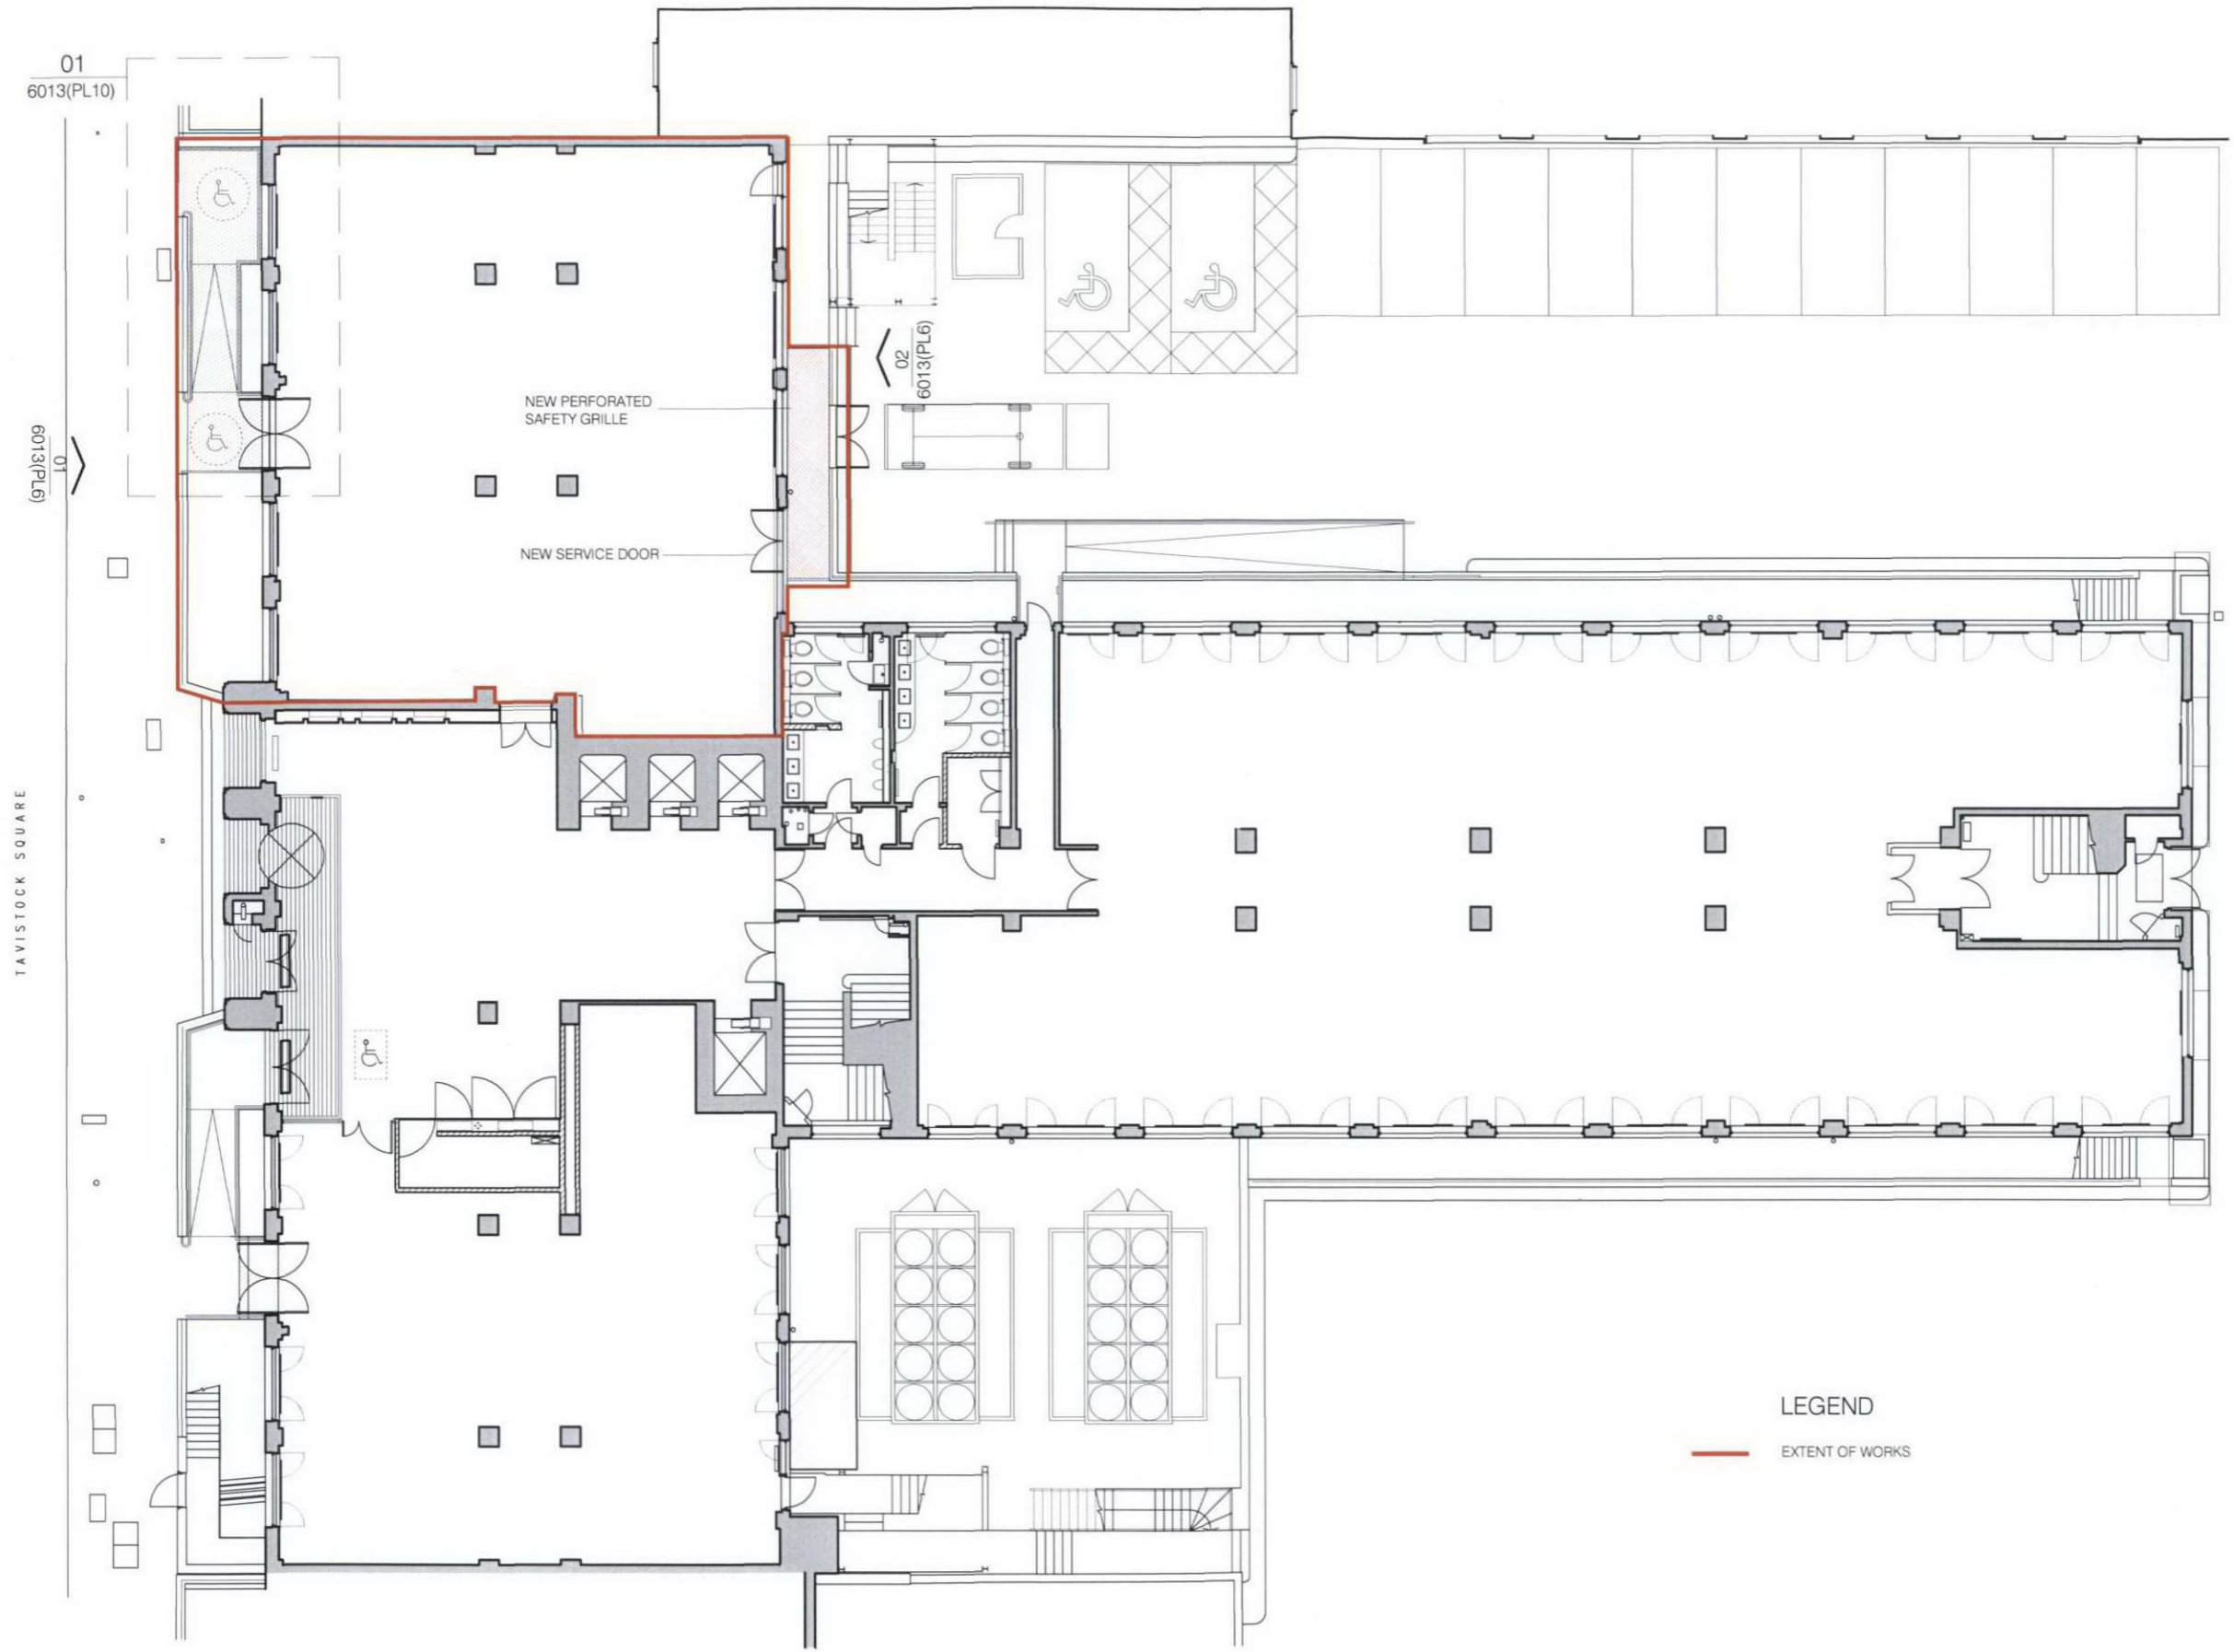 01
6013(PL10)
02
6013(PL6)
NEW PERFORATED
SAFETY GRILLE
01
6013(PL6)
NEW SERVICE DOOR
TAVISTOCK SQUARE
LEGEND
EXTENT OF WORKS